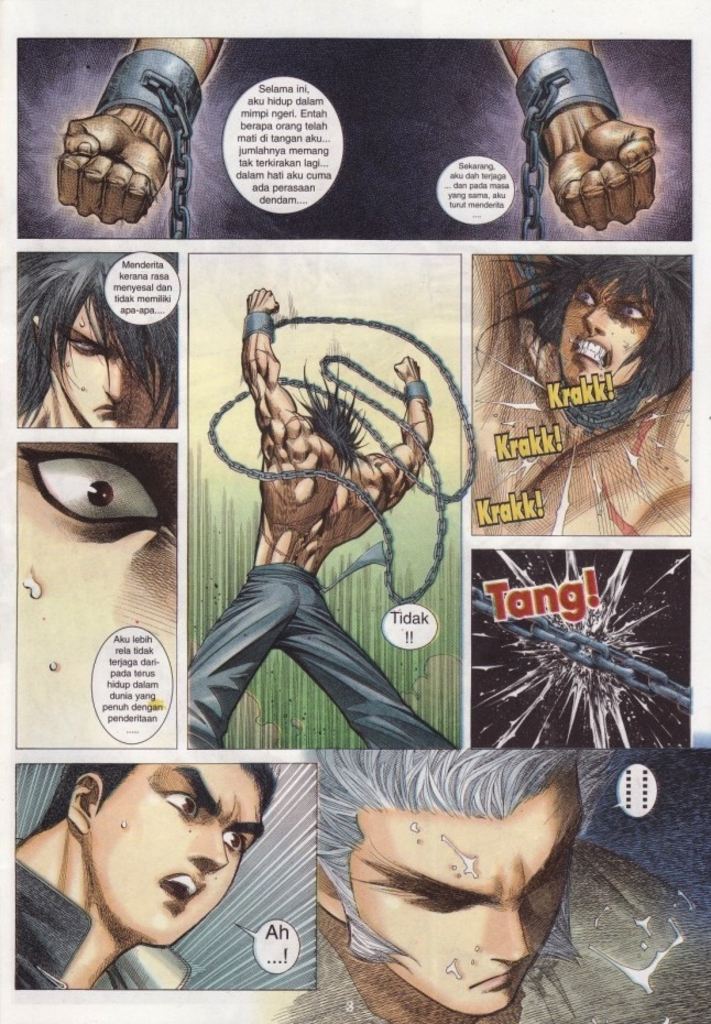 Selama ini,
aku hidup dalam
mimpi ngeri. Entah
berapa orang telah
mati di tangan aku...
jumlahnya memang
tak terkirakan lagi...
dalam hati aku cuma
ada perasaan
dendam....
Sekarang,
aku dah terjaga
... dan pada masa
yang sama, aku
turut menderita
....
Menderita
kerana rasa
menyesal dan
tidak memiliki
apa-apa....
Aku lebih
rela tidak
terjaga dari-
pada terus
hidup dalam
dunia yang
penuh dengan
penderitaan
.....
Tidak
!!
Krakk!
Krakk!
Krakk!
Tang!
Ah
...!
......
......
3